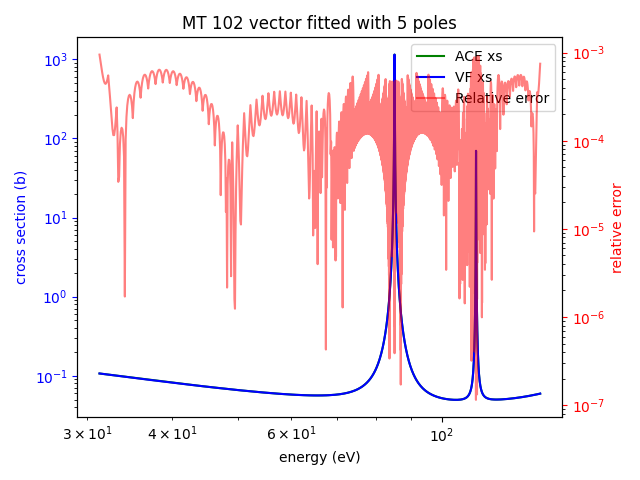 MT 102 vector fitted with 5 poles
ACE xs
VF xs
Relative error
cross section (b)
10³
10²
10¹
10⁰
10⁻¹
10⁻³
10⁻⁴
10⁻⁵
10⁻⁶
10⁻⁷
relative error
3 × 10¹
4 × 10¹
6 × 10¹
10²
energy (eV)